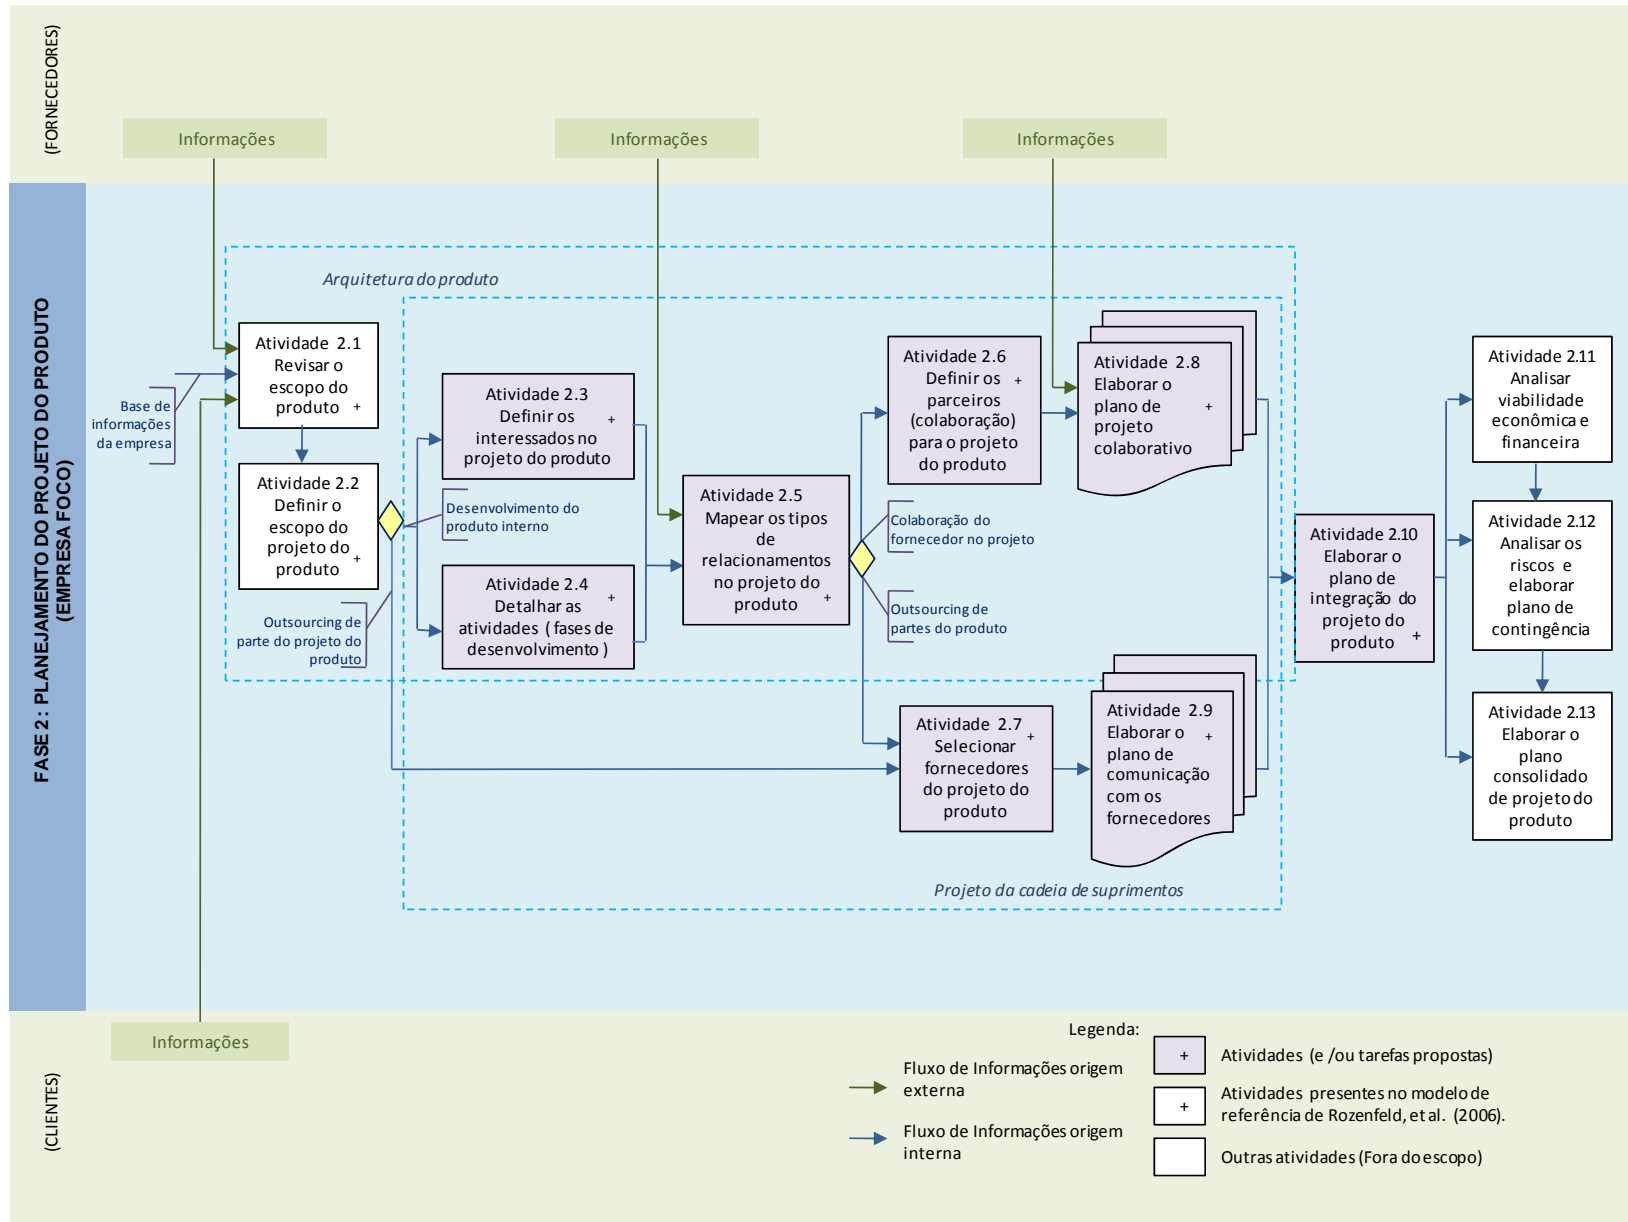 (FORNECEDORES)
Informações
Informações
Informações
FASE 2 : PLANEJAMENTO DO PROJETO DO PRODUTO
(EMPRESA FOCO)
Arquitetura do produto
Atividade 2.1
Revisar o
escopo do
produto +
Base de
informações
da empresa
Atividade 2.2
Definir o
escopo do
projeto do
produto +
Outsourcing de
parte do projeto do
produto
Desenvolvimento do
produto interno
Atividade 2.3
Definir os +
interessados no
projeto do produto
Atividade 2.4
Detalhar as +
atividades ( fases de
desenvolvimento )
Atividade 2.5
Mapear os tipos
de
relacionamentos
no projeto do
produto +
Colaboração do
fornecedor no projeto
Outsourcing de
partes do produto
Atividade 2.6
Definir os +
parceiros
(colaboração)
para o projeto
do produto
Atividade 2.7
+
Selecionar
fornecedores
do projeto do
produto
Atividade 2.8
Elaborar o
plano de +
projeto
colaborativo
Atividade 2.9
Elaborar o +
plano de
comunicação
com os
fornecedores
Projeto da cadeia de suprimentos
Atividade 2.10
Elaborar o
plano de
integração do
projeto do
produto +
Atividade 2.11
Analisar
viabilidade
econômica e
financeira
Atividade 2.12
Analisar os
riscos e
elaborar
plano de
contingência
Atividade 2.13
Elaborar o
plano
consolidado
de projeto do
produto
(CLIENTES)
Informações
Legenda:
Fluxo de Informações origem
externa
Fluxo de Informações origem
interna
+ Atividades (e /ou tarefas propostas)
+ Atividades presentes no modelo de
referência de Rozenfeld, et al. (2006).
Outras atividades (Fora do escopo)